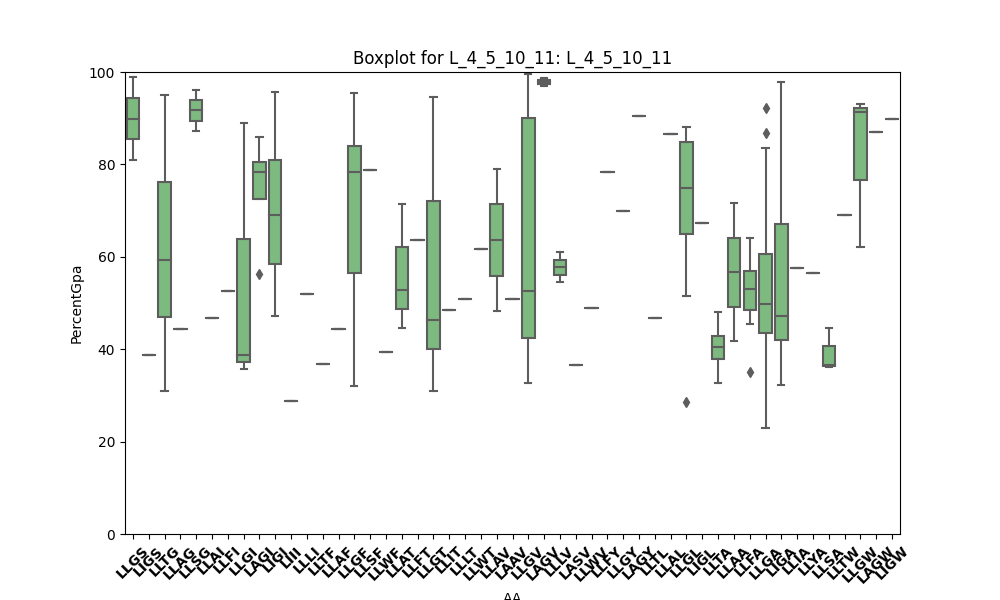 Boxplot for L_4_5_10_11: L_4_5_10_11
PercentGpa
100
80
60
40
20
0
LLGS LIGS LLTG LLAG LLSG LLAI LLFI LLGI LAGI LIGI LIII LLLI LLTF LLAF LLGF LLSF LLWF LLAT LLFT LLGT LLIT LLLT LLWT LLAV LAAV LLGV LAGV LLLV LASV LLWV LLFY LLGY LAGY LLTL LLAL LLGL LIGL LLTA LLAA LLFA LLGA LIGA LLIA LLYA LLSA LLTW LLGW LAGW LIGW
AA